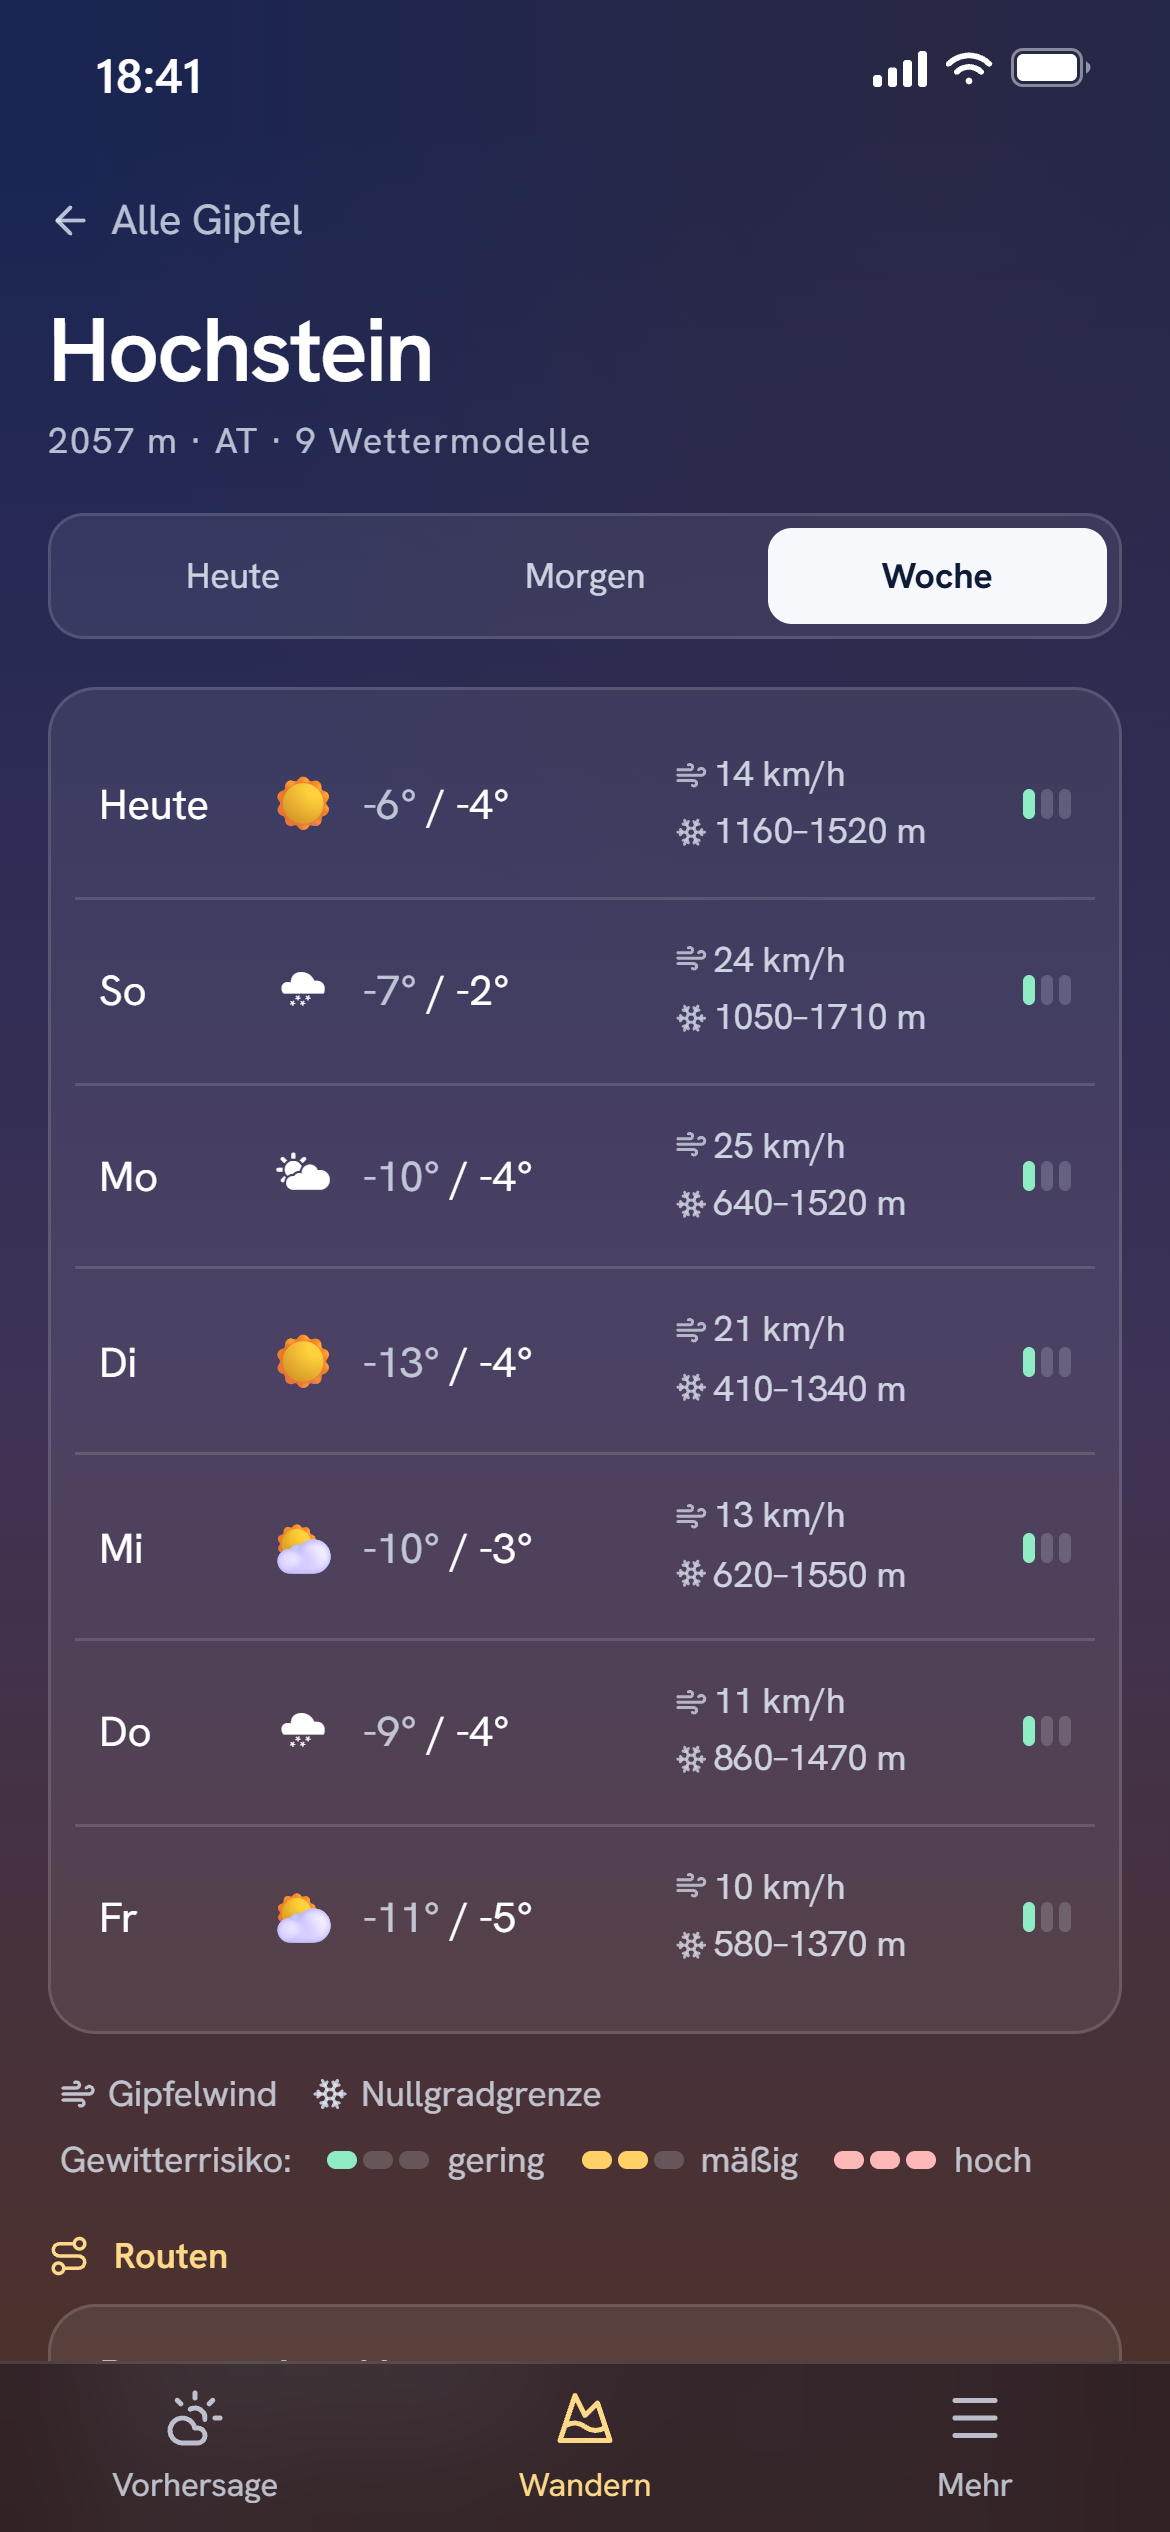 18:41
Alle Gipfel
Hochstein
2057 m · AT · 9 Wettermodelle
Heute Morgen Woche
Heute -6° / -4° 14 km/h
1160–1520 m
So -7° / -2° 24 km/h
1050–1710 m
Mo -10° / -4° 25 km/h
640–1520 m
Di -13° / -4° 21 km/h
410–1340 m
Mi -10° / -3° 13 km/h
620–1550 m
Do -9° / -4° 11 km/h
860–1470 m
Fr -11° / -5° 10 km/h
580–1370 m
Gipfelwind Nullgradgrenze
Gewitterrisiko: gering mäßig hoch
Routen
Vorhersage Wandern Mehr